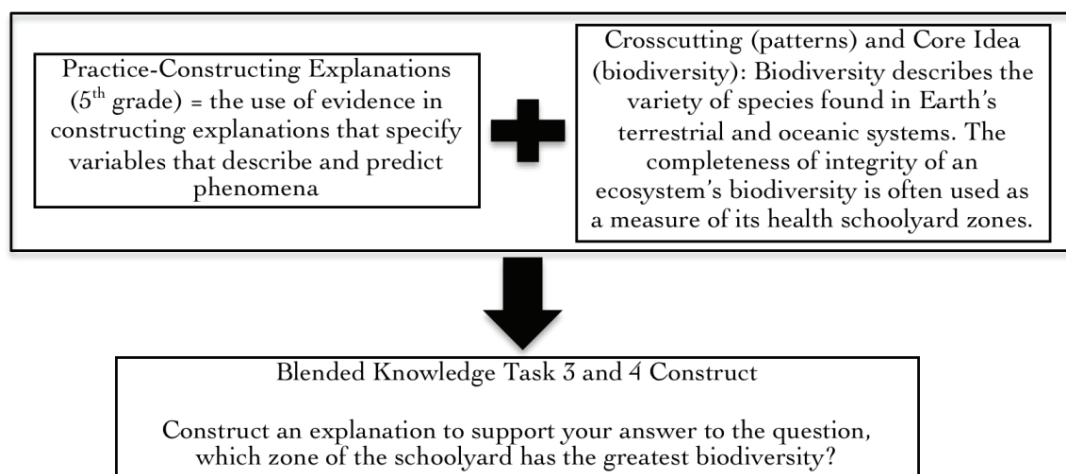 Practice-Constructing Explanations
(5th grade) = the use of evidence in
constructing explanations that specify
variables that describe and predict
phenomena
Crosscutting (patterns) and Core Idea
(biodiversity): Biodiversity describes the
variety of species found in Earth's
terrestrial and oceanic systems. The
completeness of integrity of an
ecosystem's biodiversity is often used as
a measure of its health schoolyard zones.
Blended Knowledge Task 3 and 4 Construct
Construct an explanation to support your answer to the question,
which zone of the schoolyard has the greatest biodiversity?